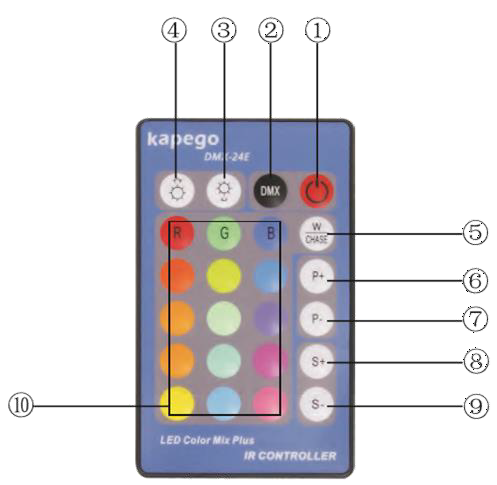 ④ ③ ② ①
kapego
DMX-24E
DMX
R G B W
CHASE
⑤
P+ ⑥
P- ⑦
S+ ⑧
S- ⑨
⑩
LED Color Mix Plus
IR CONTROLLER